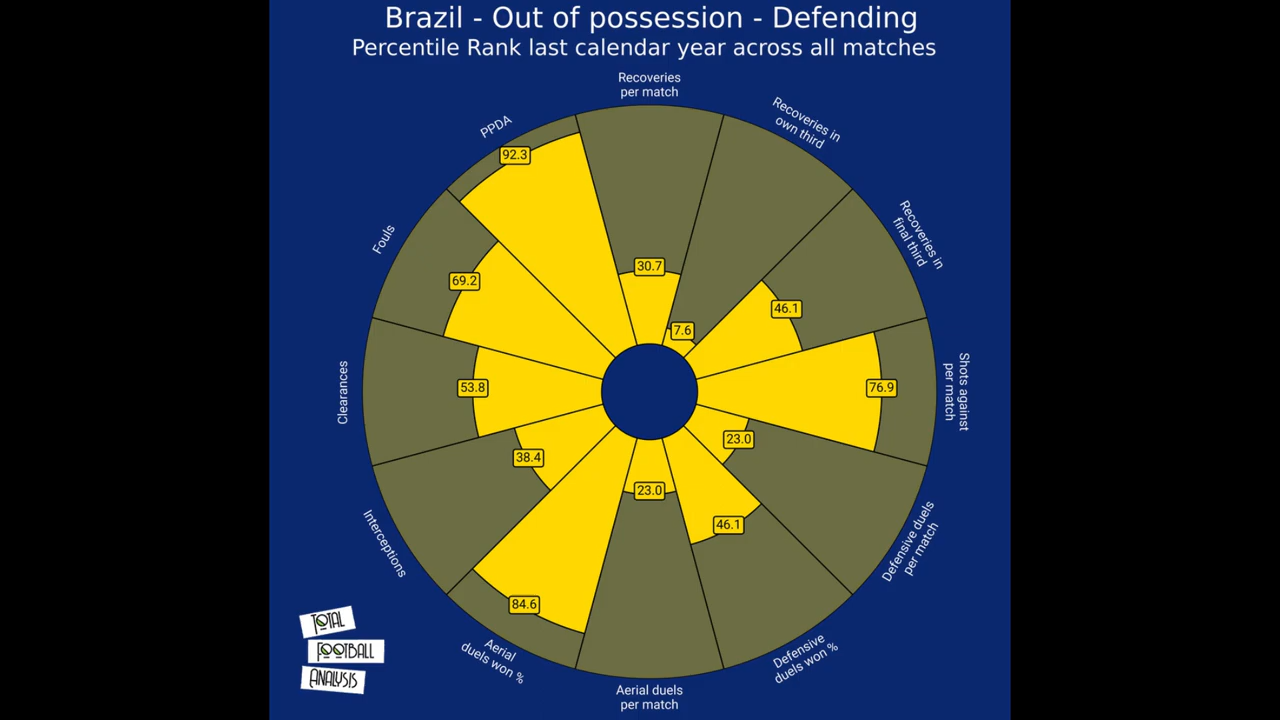 Brazil - Out of possession - Defending
Percentile Rank last calendar year across all matches
Recoveries
per match
Recoveries in
own third
Recoveries in
final third
Shots against
per match
Defensive duels
per match
Defensive
duels won %
Aerial duels
per match
Aerial
duels won %
Interceptions
Clearances
Fouls
PPDA
30.7
7.6
46.1
76.9
23.0
46.1
23.0
84.6
38.4
53.8
69.2
92.3
TOTAL
FOOTBALL
ANALYSIS